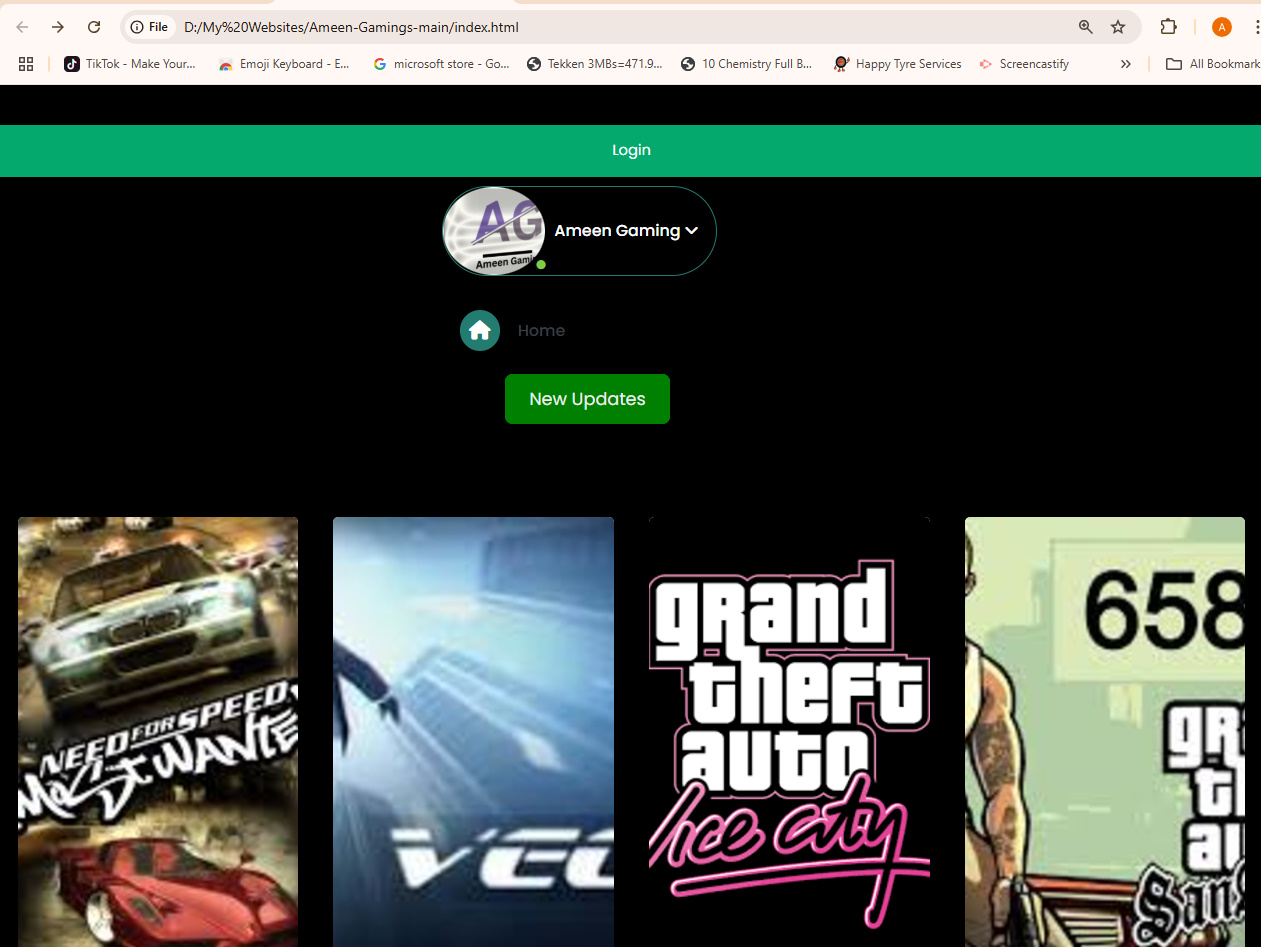 File D:/My%20Websites/Ameen-Gamings-main/index.html A
TikTok - Make Your... Emoji Keyboard - E... microsoft store - Go... Tekken 3MBs=471.9... 10 Chemistry Full B... Happy Tyre Services Screencastify » All Bookmark
Login
AG
Ameen Gami
Ameen Gaming
Home
New Updates
NEED FOR SPEED
MOST WANTE
VEC
grand
theft
auto
Vice City
658
gr
t
au
San